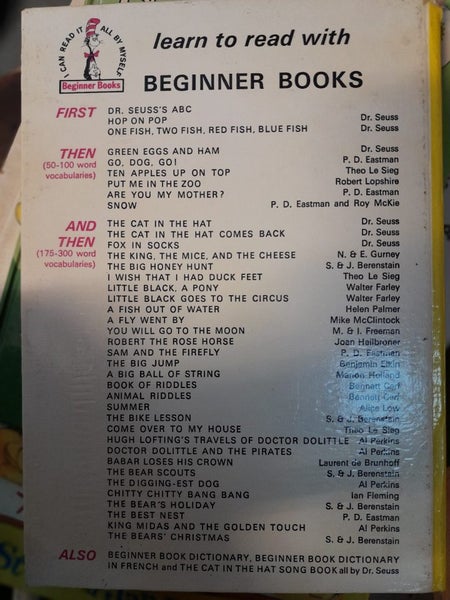 I CAN READ IT ALL BY MYSELF
Beginner Books
learn to read with
BEGINNER BOOKS
FIRST DR. SEUSS'S ABC
HOP ON POP Dr. Seuss
ONE FISH, TWO FISH, RED FISH, BLUE FISH Dr. Seuss
THEN GREEN EGGS AND HAM Dr. Seuss
(50-100 word GO, DOG, GO! P. D. Eastman
vocabularies) TEN APPLES UP ON TOP Theo Le Sieg
PUT ME IN THE ZOO Robert Lopshire
ARE YOU MY MOTHER? P. D. Eastman
SNOW P. D. Eastman and Roy McKie
AND THE CAT IN THE HAT Dr. Seuss
THEN THE CAT IN THE HAT COMES BACK Dr. Seuss
(175-300 word FOX IN SOCKS Dr. Seuss
vocabularies) THE KING, THE MICE, AND THE CHEESE N. & E. Gurney
THE BIG HONEY HUNT S. & J. Berenstain
I WISH THAT I HAD DUCK FEET Theo Le Sieg
LITTLE BLACK, A PONY Walter Farley
LITTLE BLACK GOES TO THE CIRCUS Walter Farley
A FISH OUT OF WATER Helen Palmer
A FLY WENT BY Mike McClintock
YOU WILL GO TO THE MOON M. & I. Freeman
ROBERT THE ROSE HORSE Joan Heilbroner
SAM AND THE FIREFLY P. D. Eastman
THE BIG JUMP Benjamin Elkin
A BIG BALL OF STRING Marion Holland
BOOK OF RIDDLES Bennett Cerf
ANIMAL RIDDLES Bennett Cerf
SUMMER Alice Low
THE BIKE LESSON S. & J. Berenstain
COME OVER TO MY HOUSE Theo Le Sieg
HUGH LOFTING'S TRAVELS OF DOCTOR DOLITTLE Al Perkins
DOCTOR DOLITTLE AND THE PIRATES Al Perkins
BABAR LOSES HIS CROWN Laurent de Brunhoff
THE BEAR SCOUTS S. & J. Berenstain
THE DIGGING-EST DOG Al Perkins
CHITTY CHITTY BANG BANG Ian Fleming
THE BEAR'S HOLIDAY S. & J. Berenstain
THE BEST NEST P. D. Eastman
KING MIDAS AND THE GOLDEN TOUCH Al Perkins
THE BEARS' CHRISTMAS S. & J. Berenstain
ALSO BEGINNER BOOK DICTIONARY, BEGINNER BOOK DICTIONARY
IN FRENCH and THE CAT IN THE HAT SONG BOOK all by Dr. Seuss